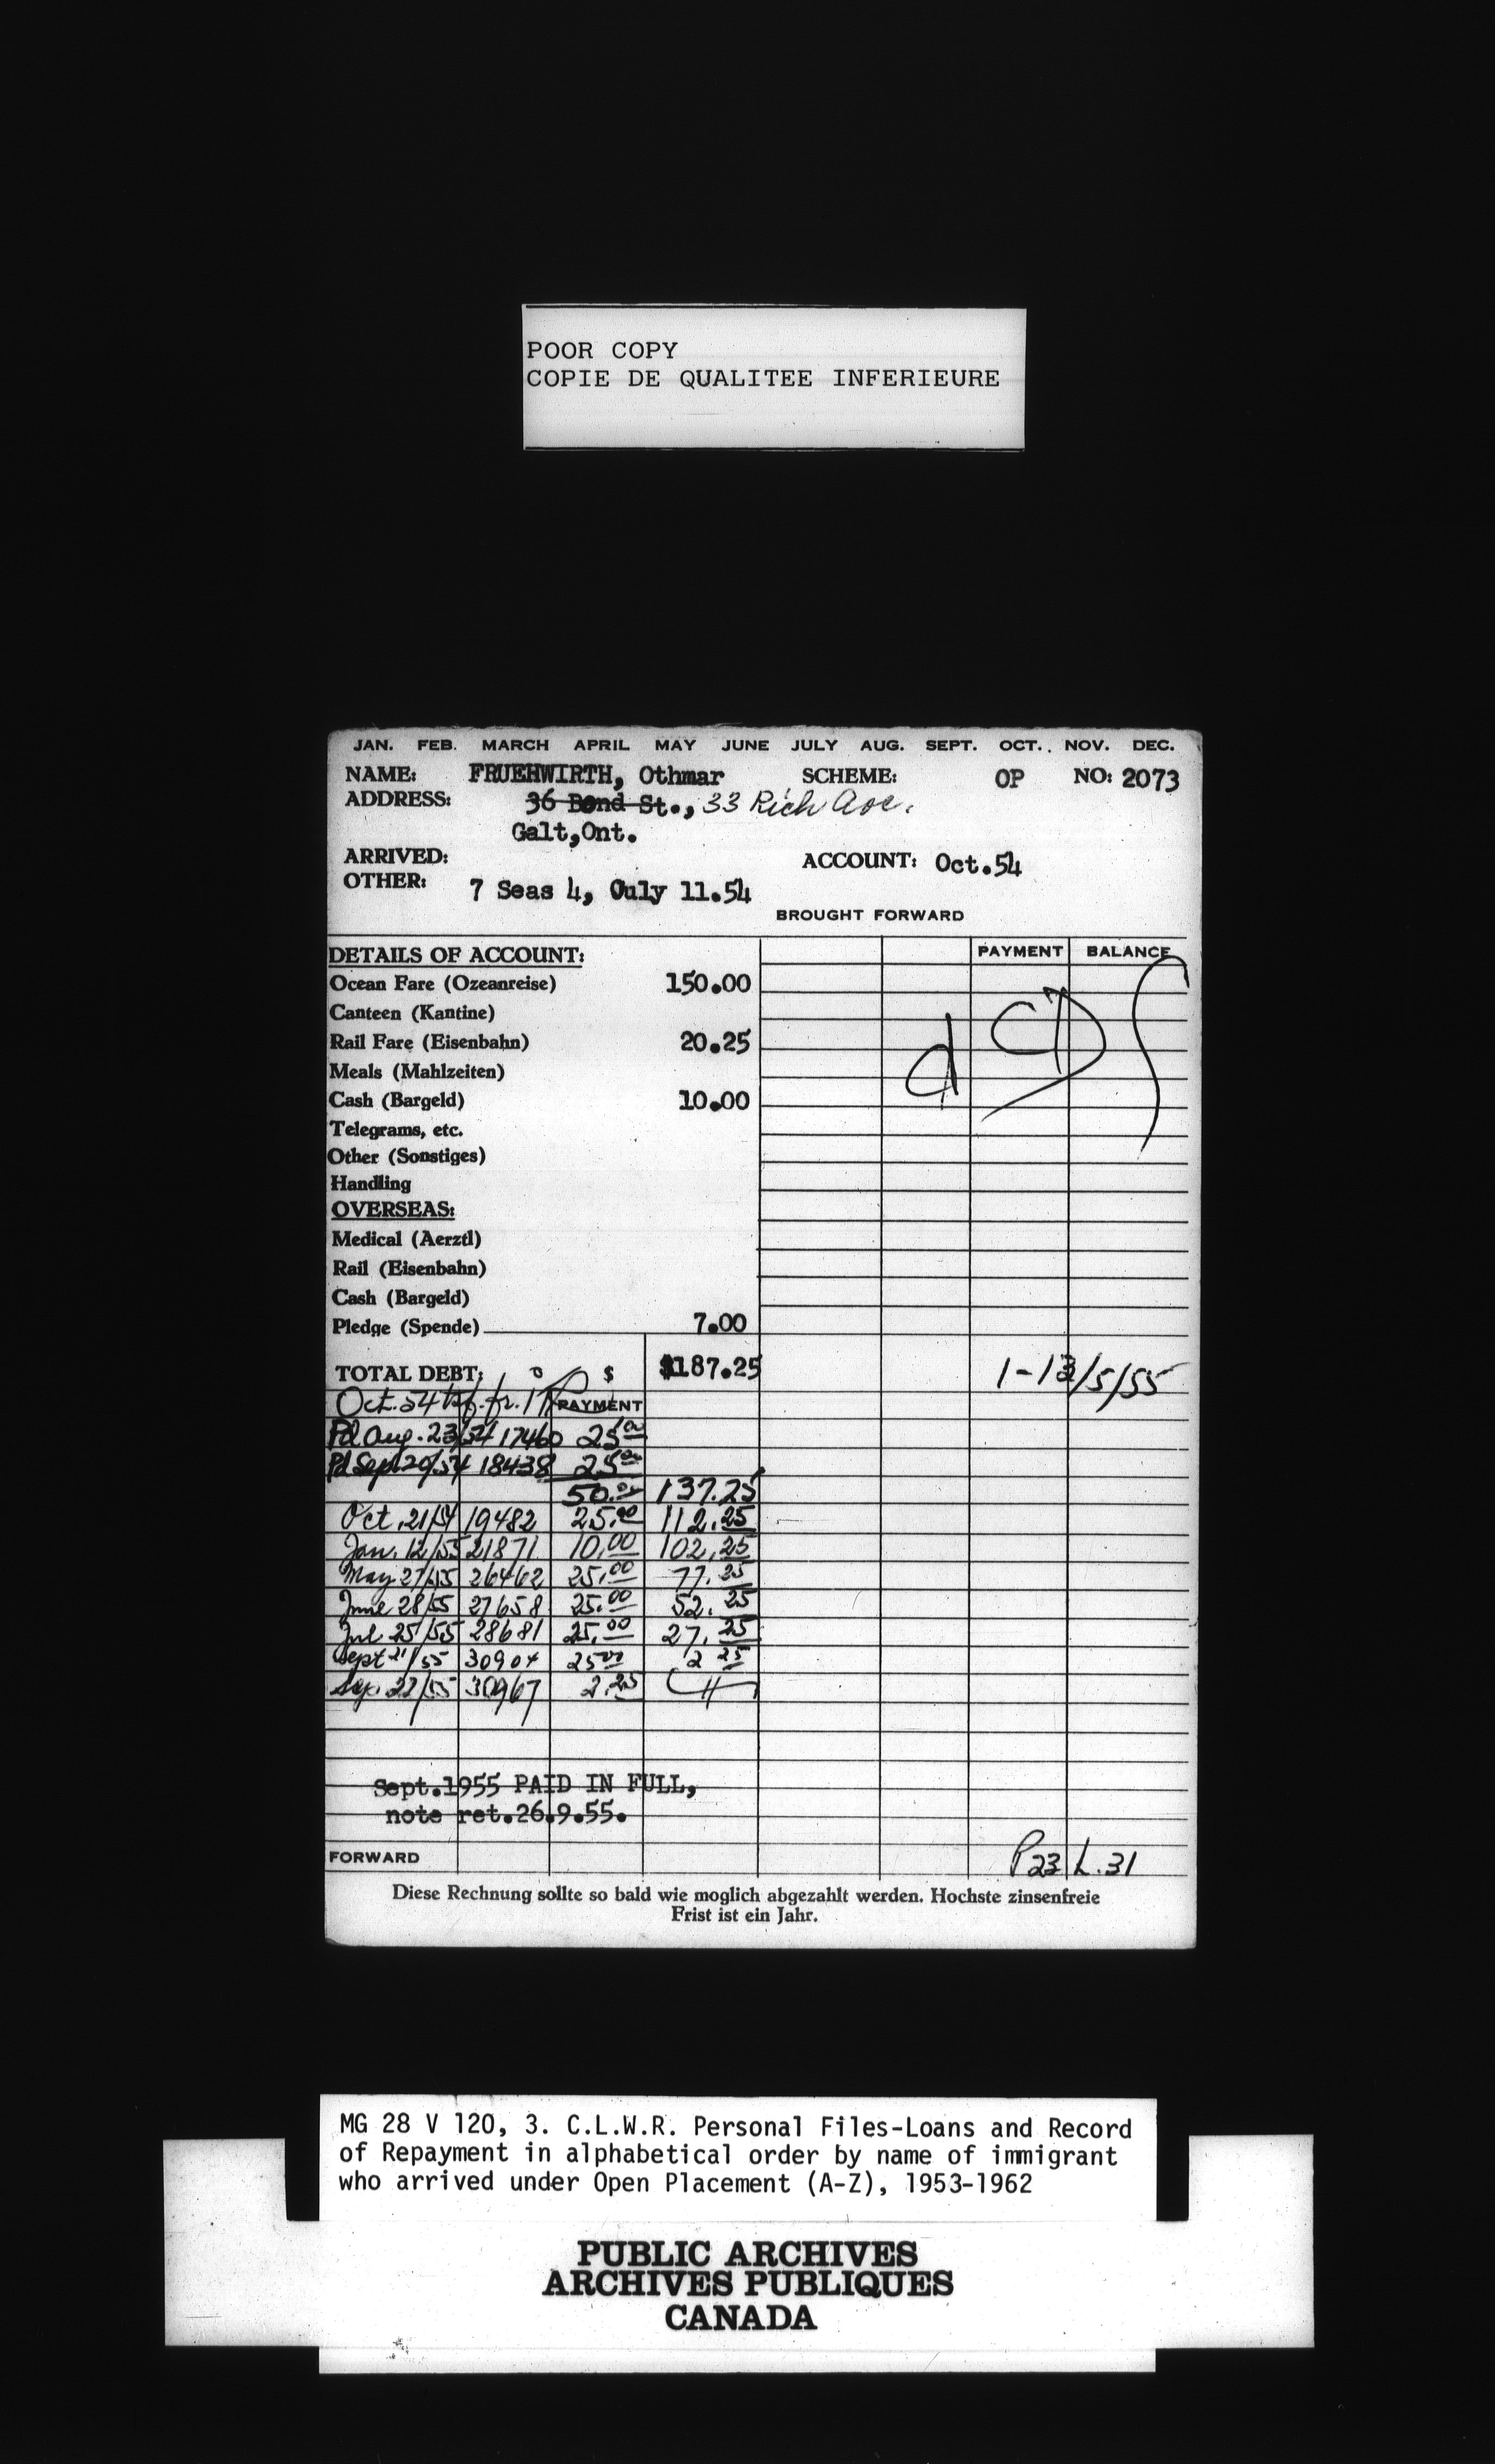 POOR COPY
COPIE DE QUALITEE INFERIEURE
JAN. FEB. MARCH APRIL MAY JUNE JULY AUG. SEPT. OCT. NOV. DEC.
NAME: FRUEHWIRTH, Othmar SCHEME: OP NO: 2073
ADDRESS: 36 Bond St., 33 Rich Ave.
Galt,Ont.
ARRIVED:
ACCOUNT: Oct.54
OTHER: 7 Seas 4, Ouly 11.54
BROUGHT FORWARD
DETAILS OF ACCOUNT: PAYMENT BALANCE
Ocean Fare (Ozeanreise) 150.00
Canteen (Kantine)
Rail Fare (Eisenbahn) 20.25
Meals (Mahlzeiten)
Cash (Bargeld) 10.00
Telegrams, etc.
Other (Sonstiges)
Handling
OVERSEAS:
Medical (Aerztl)
Rail (Eisenbahn)
Cash (Bargeld)
Pledge (Spende) 7.00
TOTAL DEBT: $ $187.25 1-13/5/55
Oct. 54 trf. fr. PAYMENT
Pd Aug. 23/54 17460 25.00
Pd Sept 20/54 18438 25.00
50.00 137.25
Oct. 21/54 19482 25.00 112.25
Jan. 12/55 21871 10.00 102.25
May 27/55 26462 25.00 77.25
June 28/55 27658 25.00 52.25
Jul 25/55 28681 25.00 27.25
Sept 21/55 30904 25.00 2 25
Sep. 22/55 30967 2.25
Sept.1955 PAID IN FULL,
note ret.26.9.55.
FORWARD P23 L.31
Diese Rechnung sollte so bald wie moglich abgezahlt werden. Hochste zinsenfreie
Frist ist ein Jahr.
MG 28 V 120, 3. C.L.W.R. Personal Files-Loans and Record
of Repayment in alphabetical order by name of immigrant
who arrived under Open Placement (A-Z), 1953-1962
PUBLIC ARCHIVES
ARCHIVES PUBLIQUES
CANADA